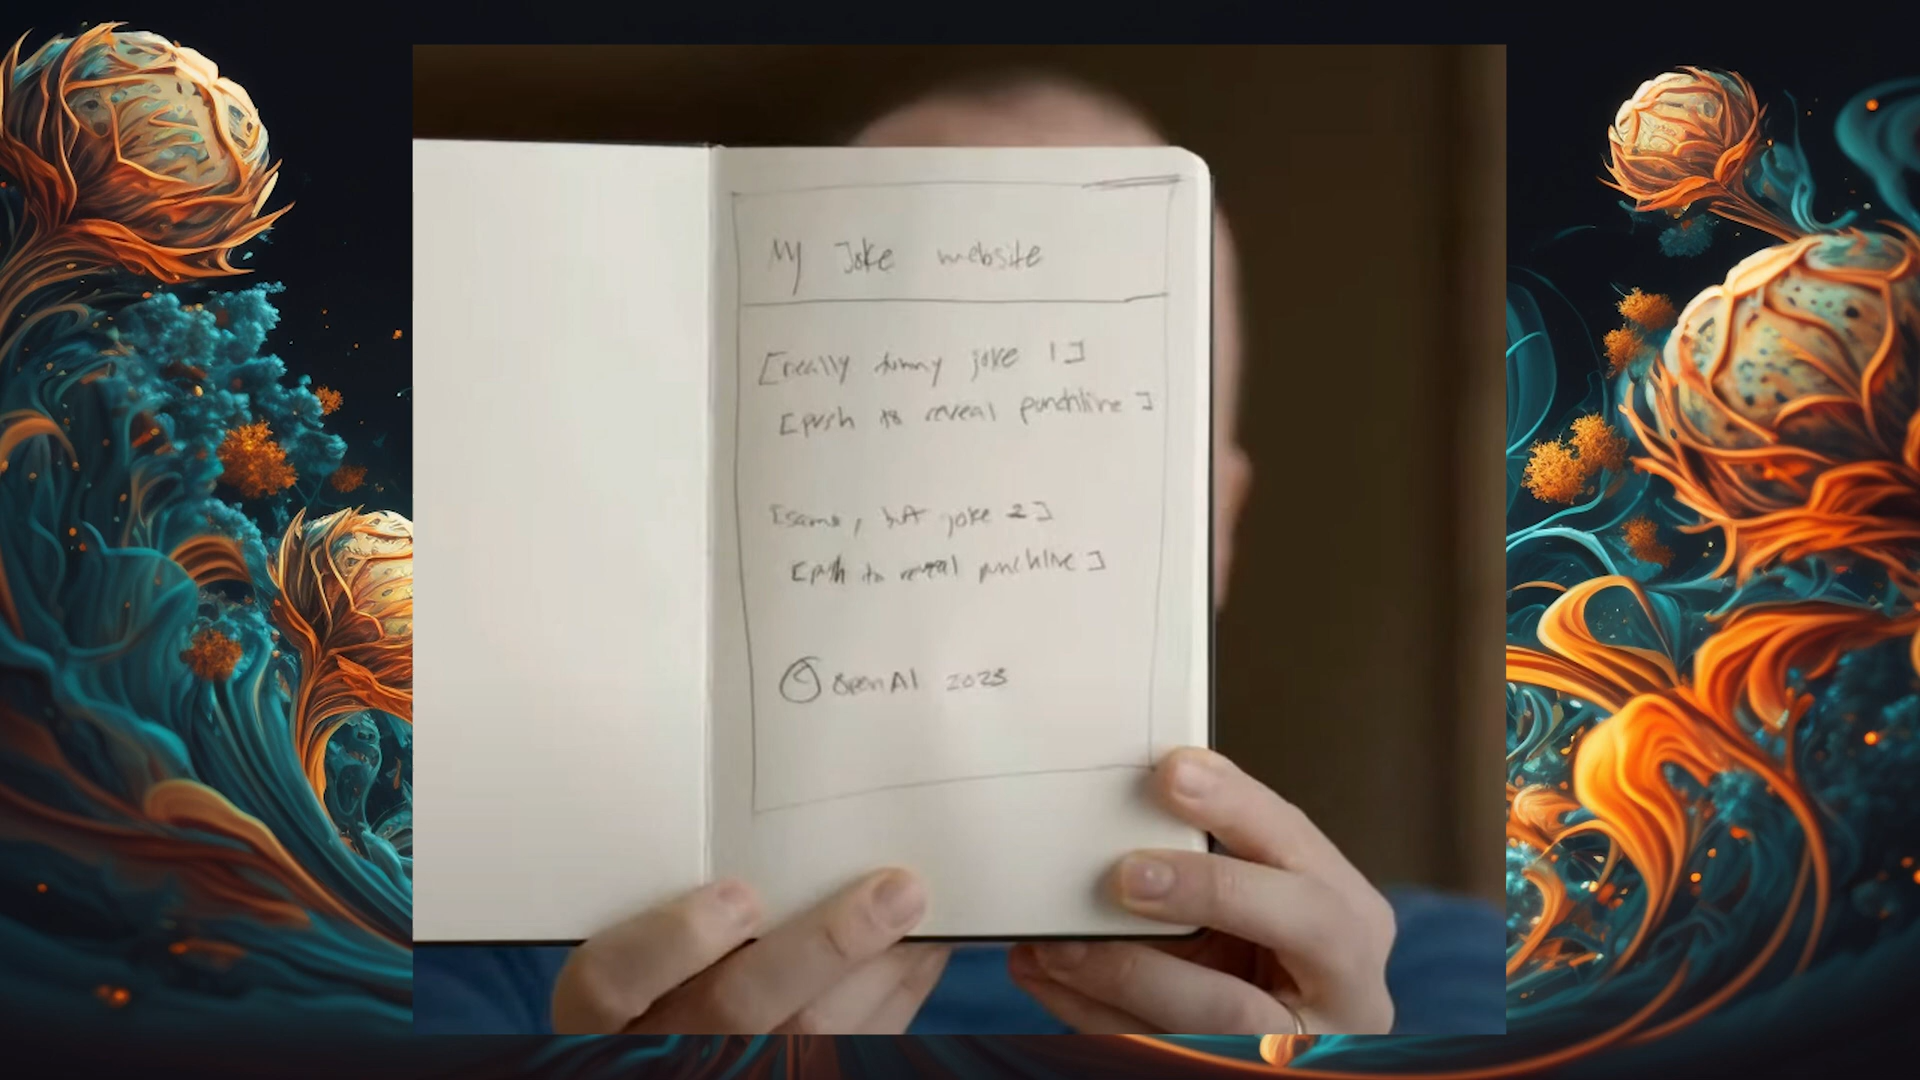 My Joke website
[really funny joke 1]
[push to reveal punchline]
[same, but joke 2]
[push to reveal punchline]
© OpenAI 2023